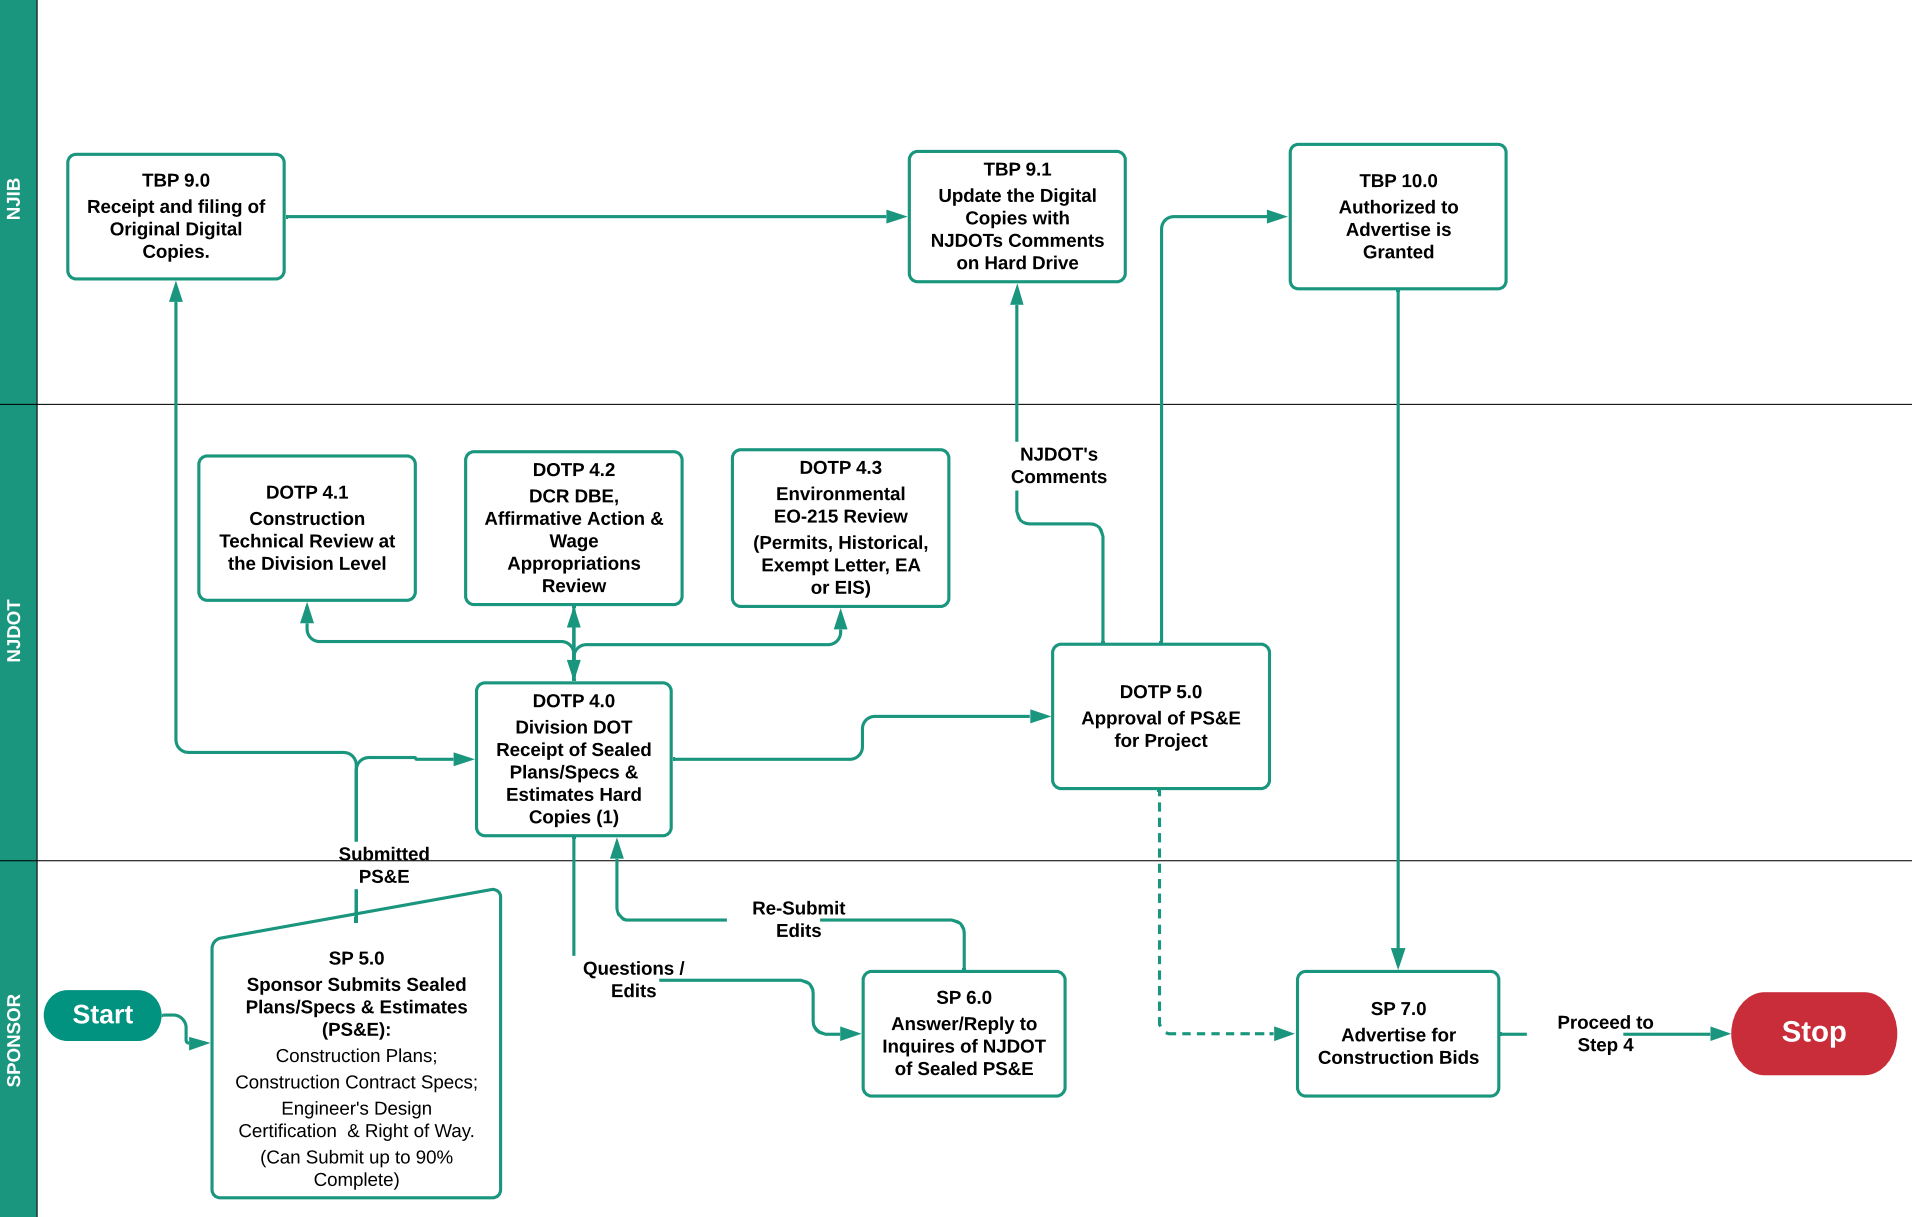 NJIB
TBP 9.0
Receipt and filing of
Original Digital
Copies.
TBP 9.1
Update the Digital
Copies with
NJDOTs Comments
on Hard Drive
TBP 10.0
Authorized to
Advertise is
Granted
NJDOT
DOTP 4.1
Construction
Technical Review at
the Division Level
DOTP 4.2
DCR DBE,
Affirmative Action &
Wage
Appropriations
Review
DOTP 4.3
Environmental
EO-215 Review
(Permits, Historical,
Exempt Letter, EA
or EIS)
NJDOT's
Comments
DOTP 4.0
Division DOT
Receipt of Sealed
Plans/Specs &
Estimates Hard
Copies (1)
DOTP 5.0
Approval of PS&E
for Project
Submitted
PS&E
SPONSOR
Start
SP 5.0
Sponsor Submits Sealed
Plans/Specs & Estimates
(PS&E):
Construction Plans;
Construction Contract Specs;
Engineer's Design
Certification  & Right of Way.
(Can Submit up to 90%
Complete)
Questions /
Edits
Re-Submit
Edits
SP 6.0
Answer/Reply to
Inquires of NJDOT
of Sealed PS&E
SP 7.0
Advertise for
Construction Bids
Proceed to
Step 4
Stop